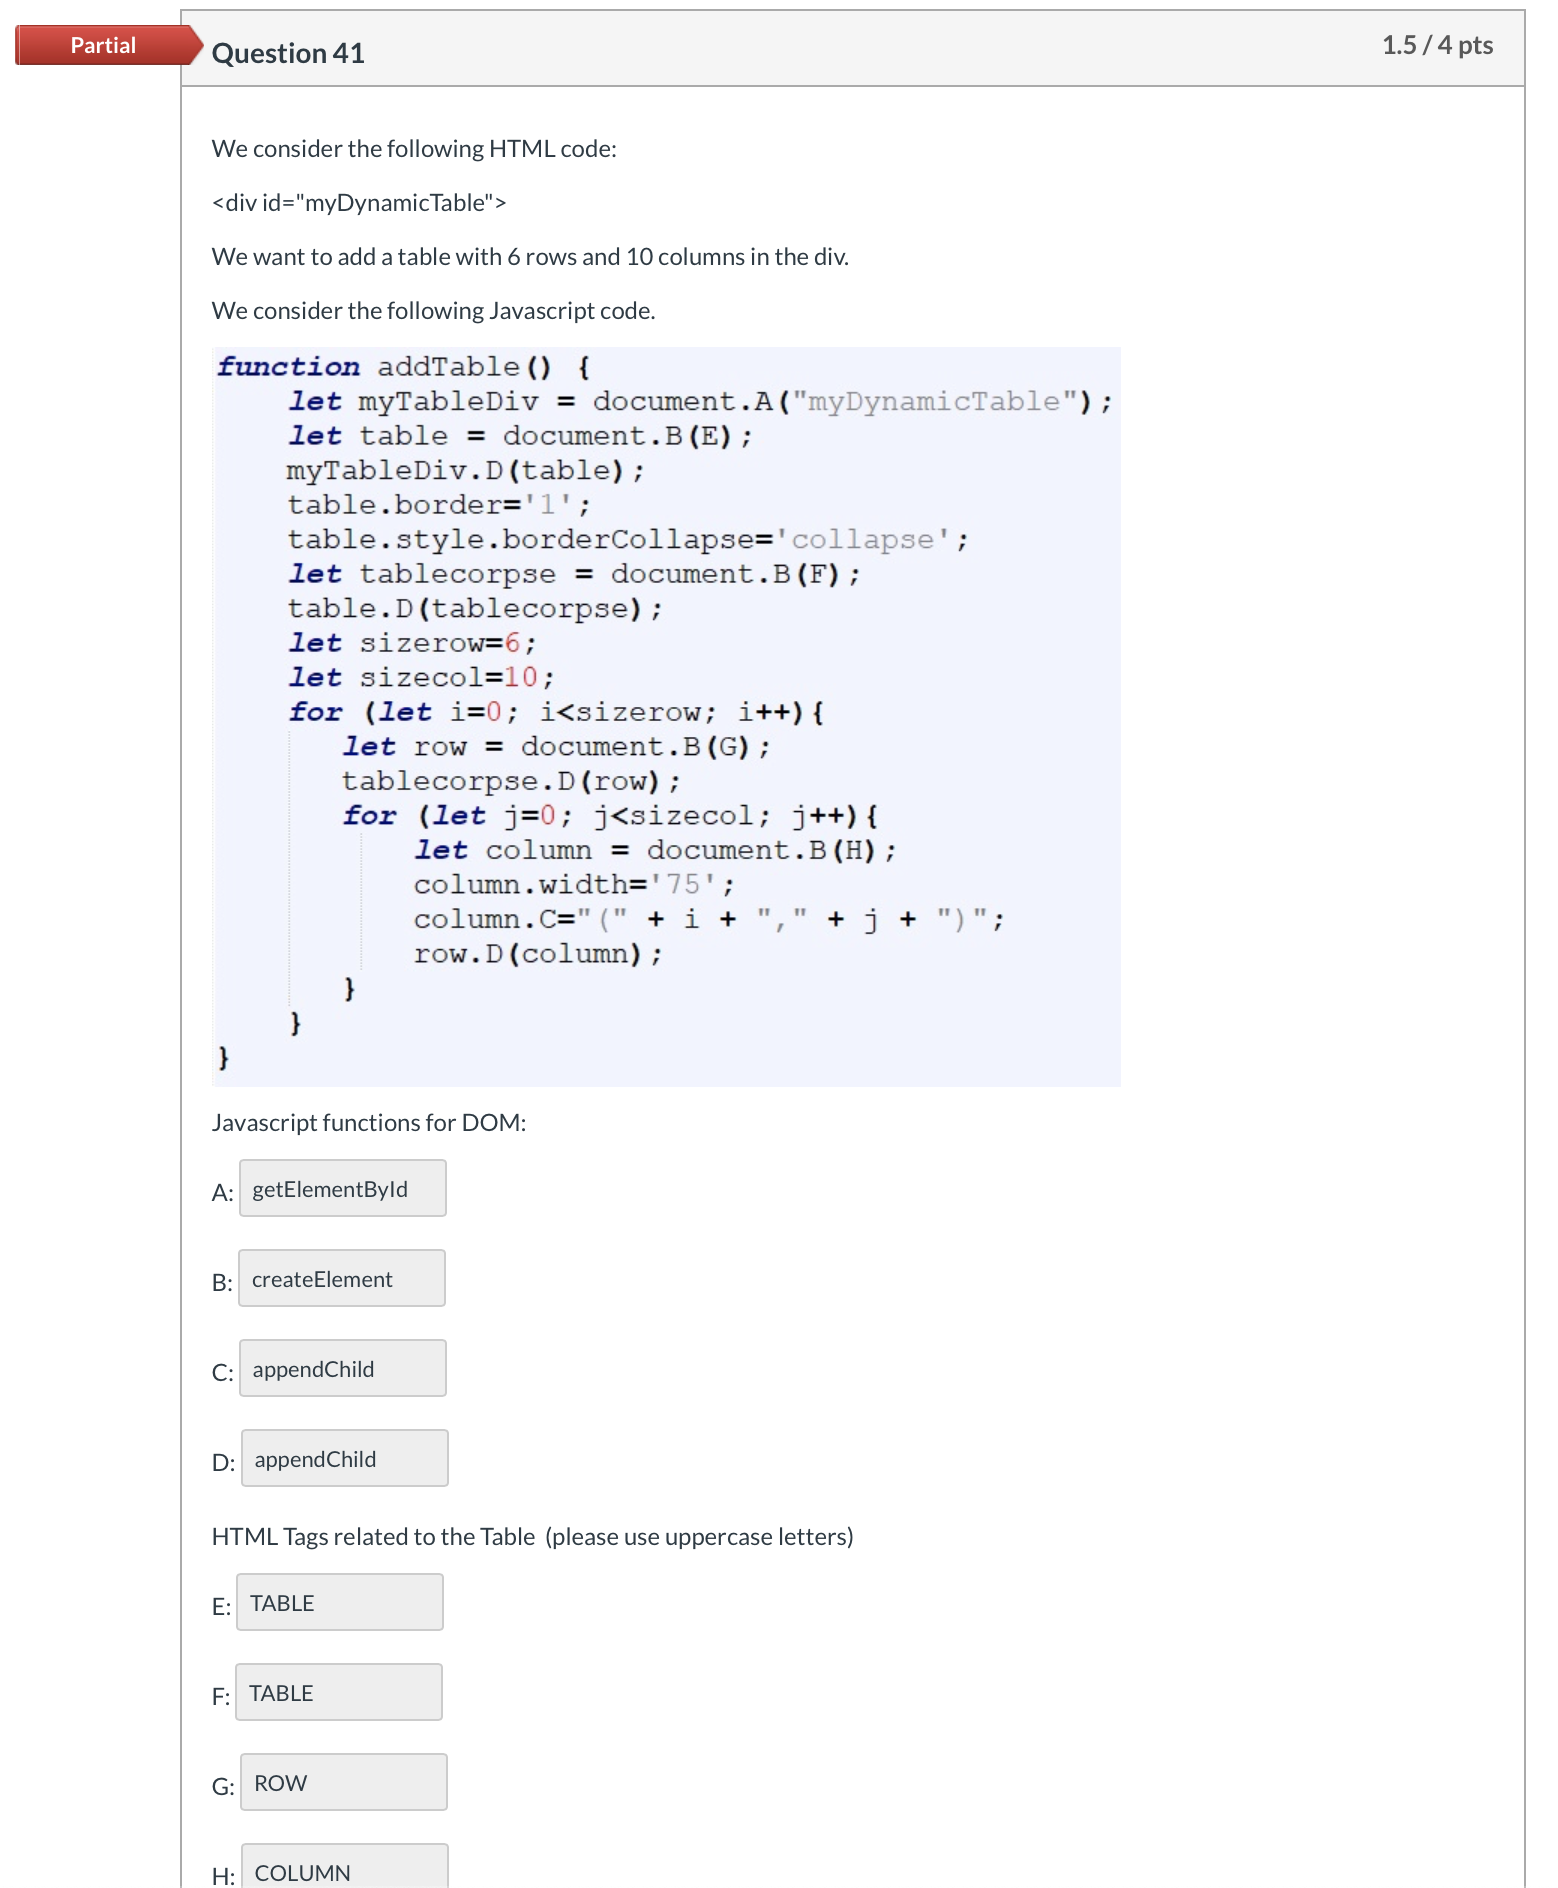 Partial
Question 41
1.5 / 4 pts
We consider the following HTML code:
<div id="myDynamicTable">
We want to add a table with 6 rows and 10 columns in the div.
We consider the following Javascript code.
function addTable() {
    let myTableDiv = document.A("myDynamicTable");
    let table = document.B(E);
    myTableDiv.D(table);
    table.border='1';
    table.style.borderCollapse='collapse';
    let tablecorpse = document.B(F);
    table.D(tablecorpse);
    let sizerow=6;
    let sizecol=10;
    for (let i=0; i<sizerow; i++){
       let row = document.B(G);
       tablecorpse.D(row);
       for (let j=0; j<sizecol; j++){
           let column = document.B(H);
           column.width='75';
           column.C="(" + i + "," + j + ")";
           row.D(column);
       }
    }
}
Javascript functions for DOM:
A: getElementById
B: createElement
C: appendChild
D: appendChild
HTML Tags related to the Table (please use uppercase letters)
E: TABLE
F: TABLE
G: ROW
H: COLUMN